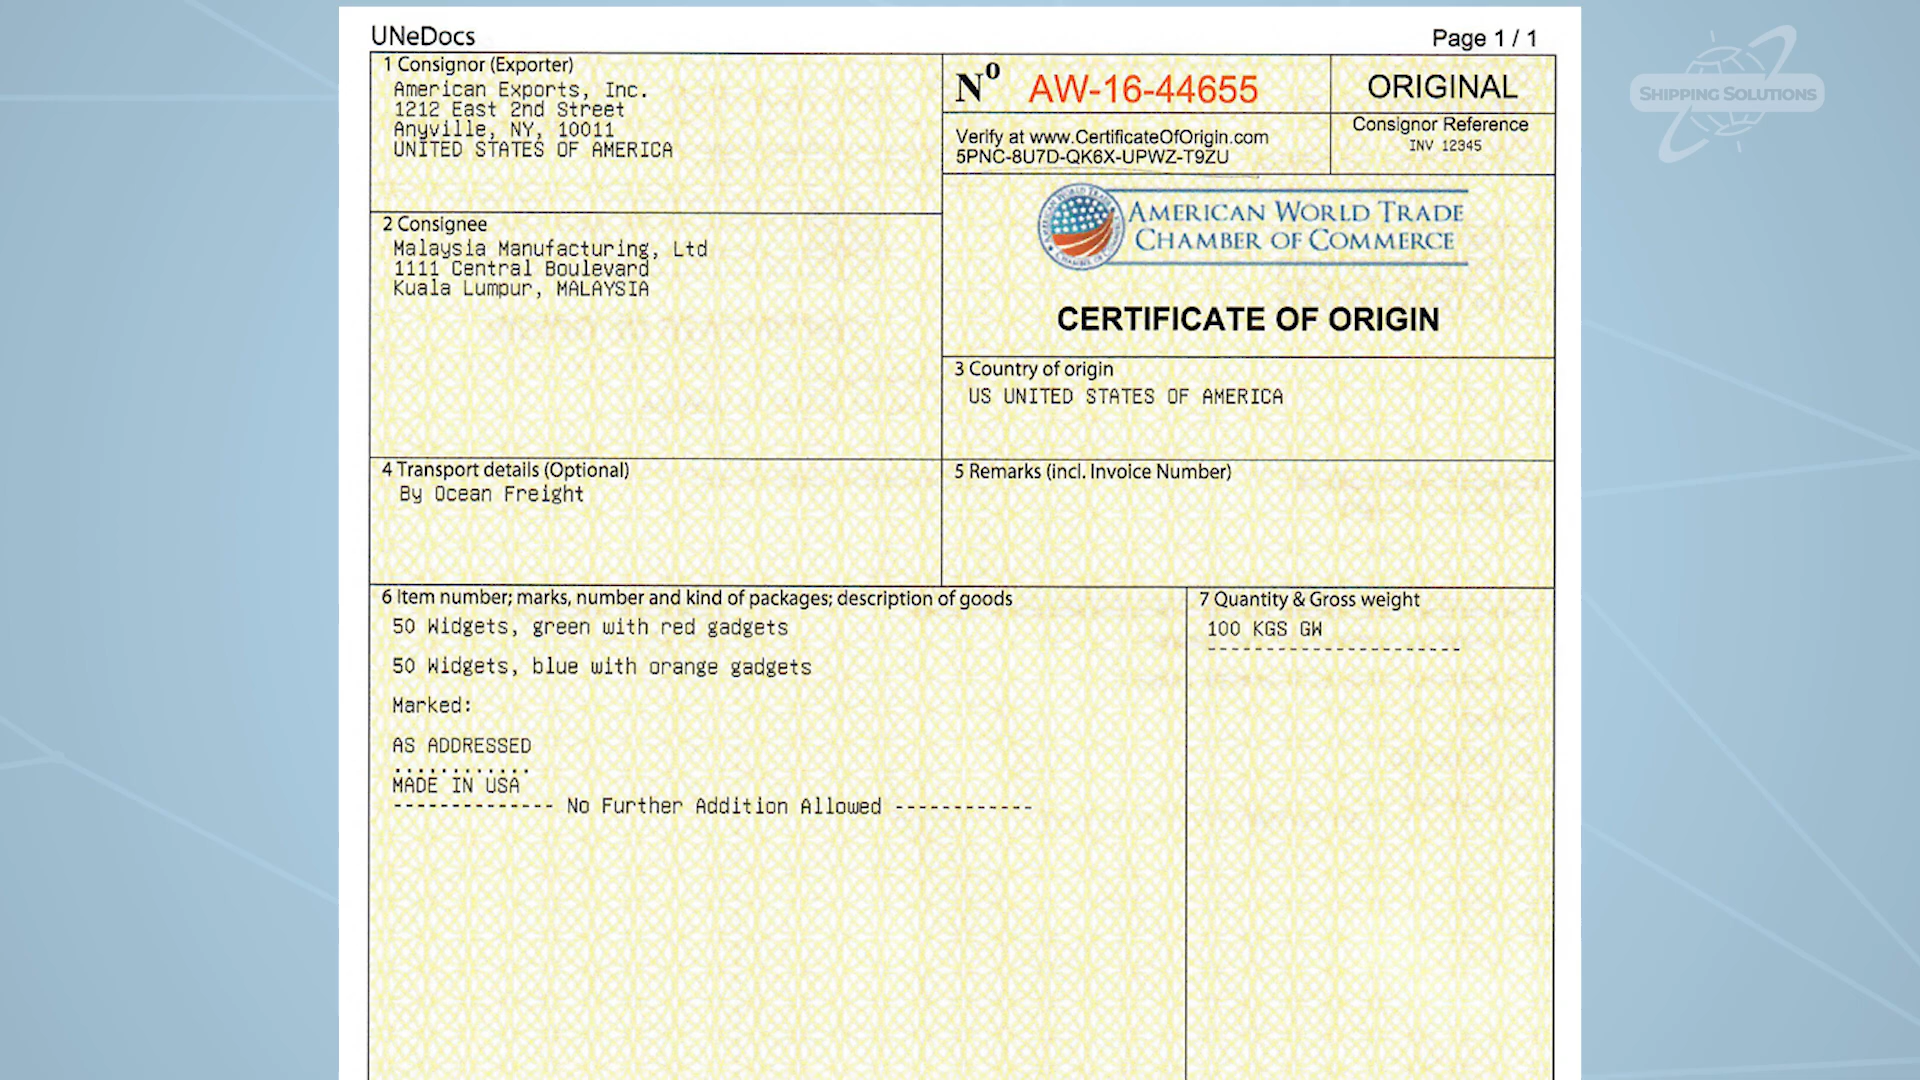 UNeDocs
Page 1 / 1
1 Consignor (Exporter)
American Exports, Inc.
1212 East 2nd Street
Anyville, NY, 10011
UNITED STATES OF AMERICA
Nº AW-16-44655
ORIGINAL
Verify at www.CertificateOfOrigin.com
5PNC-8U7D-QK6X-UPWZ-T9ZU
Consignor Reference
INV 12345
SHIPPING SOLUTIONS
2 Consignee
Malaysia Manufacturing, Ltd
1111 Central Boulevard
Kuala Lumpur, MALAYSIA
AMERICAN WORLD TRADE
CHAMBER OF COMMERCE
CERTIFICATE OF ORIGIN
3 Country of origin
US UNITED STATES OF AMERICA
4 Transport details (Optional)
By Ocean Freight
5 Remarks (incl. Invoice Number)
6 Item number; marks, number and kind of packages; description of goods
50 Widgets, green with red gadgets
50 Widgets, blue with orange gadgets
Marked:
AS ADDRESSED
............
MADE IN USA
-------------- No Further Addition Allowed ------------
7 Quantity & Gross weight
100 KGS GW
----------------------